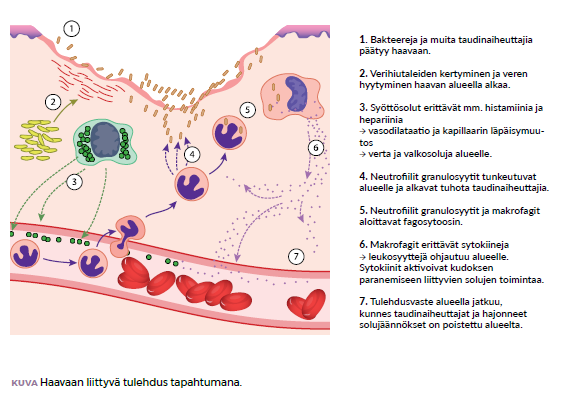 1
2
3
4
5
6
7
1. Bakteereja ja muita taudinaiheuttajia
päätyy haavaan.
2. Verihiutaleiden kertyminen ja veren
hyytyminen haavan alueella alkaa.
3. Syöttösolut erittävät mm. histamiinia ja
hepariinia
→ vasodilataatio ja kapillaarin läpäisymuu-
tos
→ verta ja valkosoluja alueelle.
4. Neutrofiilit granulosyytit tunkeutuvat
alueelle ja alkavat tuhota taudinaiheuttajia.
5. Neutrofiilit granulosyytit ja makrofagit
aloittavat fagosytoosin.
6. Makrofagit erittävät sytokiineja
→ leukosyyttejä ohjautuu alueelle.
Sytokiinit aktivoivat kudoksen
paranemiseen liittyvien solujen toimintaa.
7. Tulehdusvaste alueella jatkuu,
kunnes taudinaiheuttajat ja hajonneet
solujäännökset on poistettu alueelta.
KUVA Haavaan liittyvä tulehdus tapahtumana.